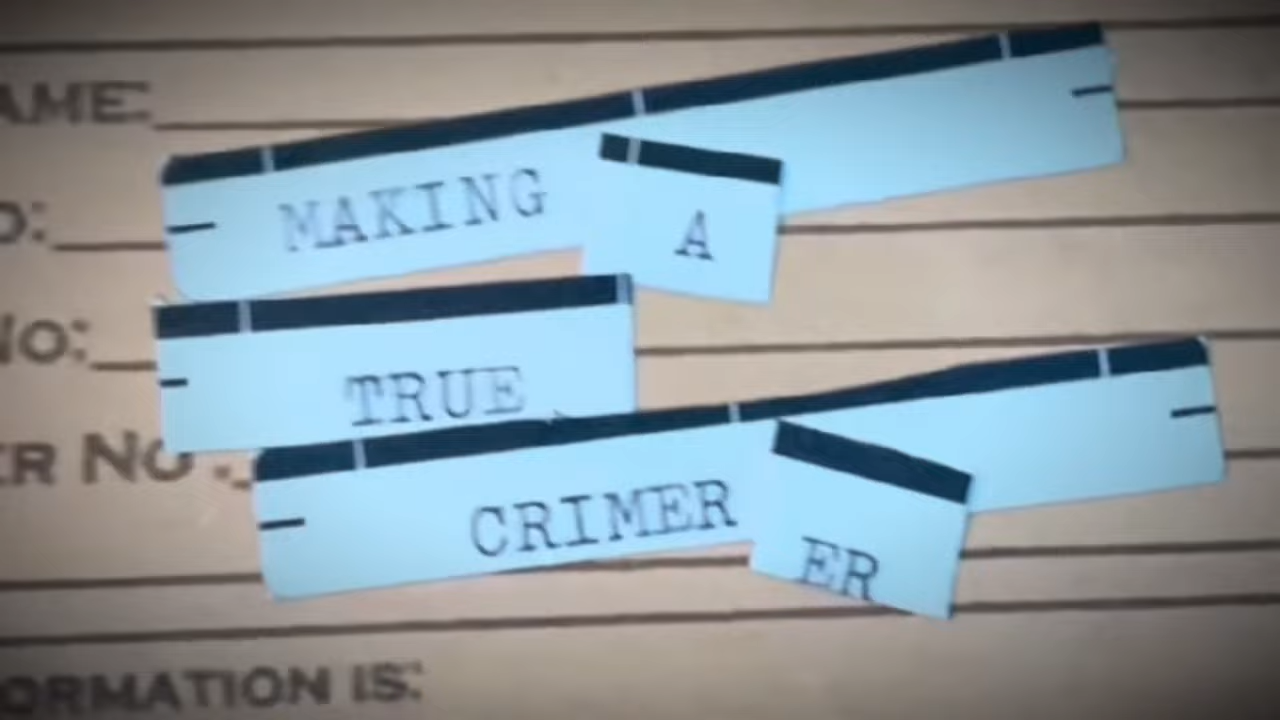 AME:
MAKING
A
O:
No:
TRUE
ER No.
CRIMER
ER
ORMATION IS: